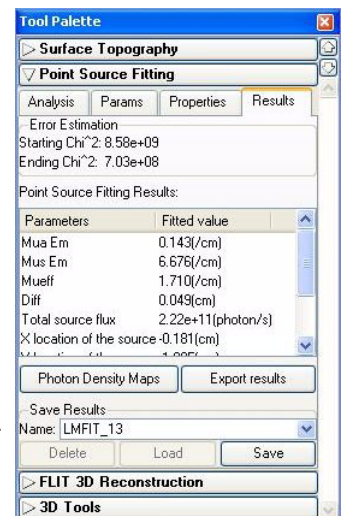 Tool Palette
Surface Topography
Point Source Fitting
Analysis Params Properties Results
Error Estimation
Starting Chi^2: 8.58e+09
Ending Chi^2: 7.03e+08
Point Source Fitting Results:
Parameters Fitted value
Mua Em 0.143(/cm)
Mus Em 6.676(/cm)
Mueff 1.710(/cm)
Diff 0.049(cm)
Total source flux 2.22e+11(photon/s)
X location of the source -0.181(cm)
Photon Density Maps Export results
Save Results
Name: LMFIT_13
Delete Load Save
FLIT 3D Reconstruction
3D Tools